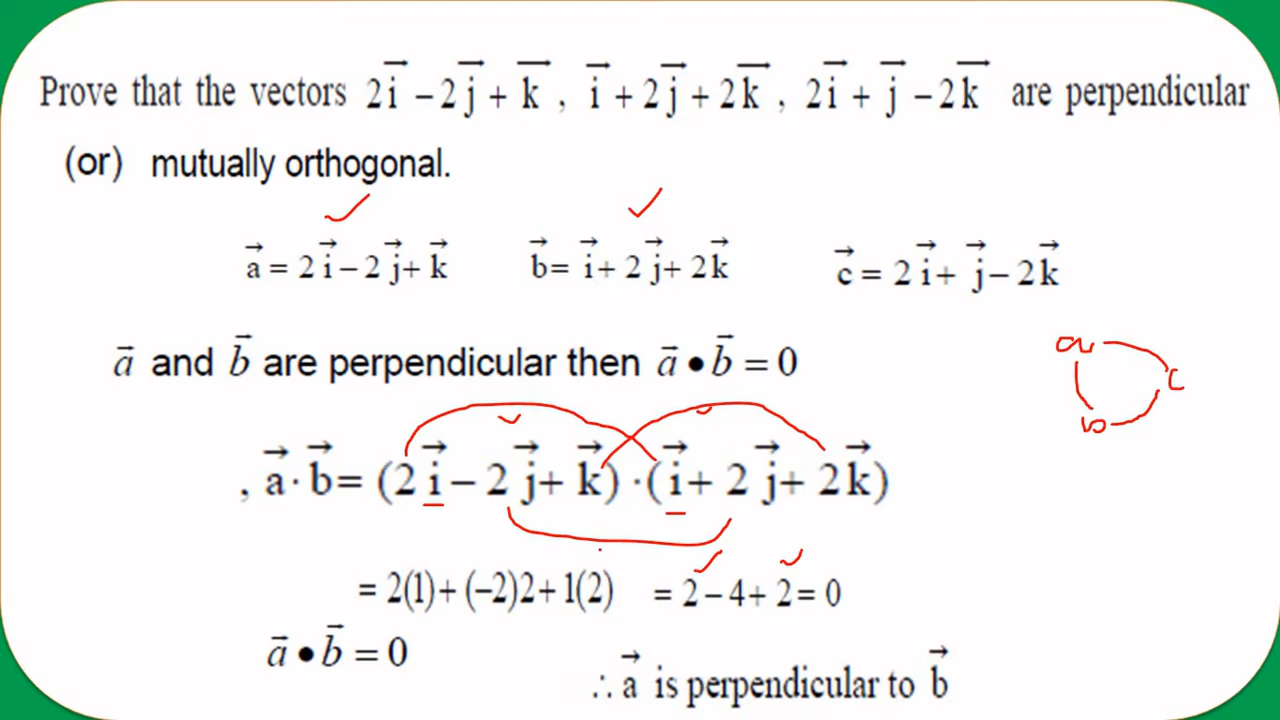 Prove that the vectors 2i⃗ − 2j⃗ + k⃗ , i⃗ + 2j⃗ + 2k⃗ , 2i⃗ + j⃗ − 2k⃗ are perpendicular
(or) mutually orthogonal.
a⃗ = 2i⃗ − 2j⃗ + k⃗ b⃗ = i⃗ + 2j⃗ + 2k⃗ c⃗ = 2i⃗ + j⃗ − 2k⃗
a⃗ and b⃗ are perpendicular then a⃗ • b⃗ = 0
a
c
b
, a⃗ · b⃗ = (2i⃗ − 2j⃗ + k⃗) · (i⃗ + 2j⃗ + 2k⃗)
= 2(1) + (−2)2 + 1(2) = 2 − 4 + 2 = 0
a⃗ • b⃗ = 0
∴ a⃗ is perpendicular to b⃗